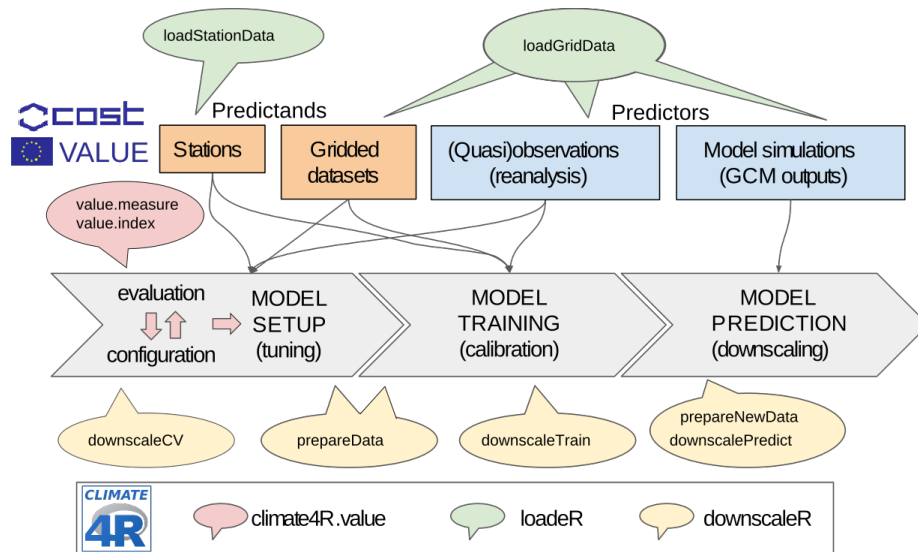 loadStationData
loadGridData
Predictands
Predictors
cost
VALUE
Stations
Gridded
datasets
(Quasi)observations
(reanalysis)
Model simulations
(GCM outputs)
value.measure
value.index
evaluation
configuration
MODEL
SETUP
(tuning)
MODEL
TRAINING
(calibration)
MODEL
PREDICTION
(downscaling)
downscaleCV
prepareData
downscaleTrain
prepareNewData
downscalePredict
CLIMATE
4R
climate4R.value
loadeR
downscaleR